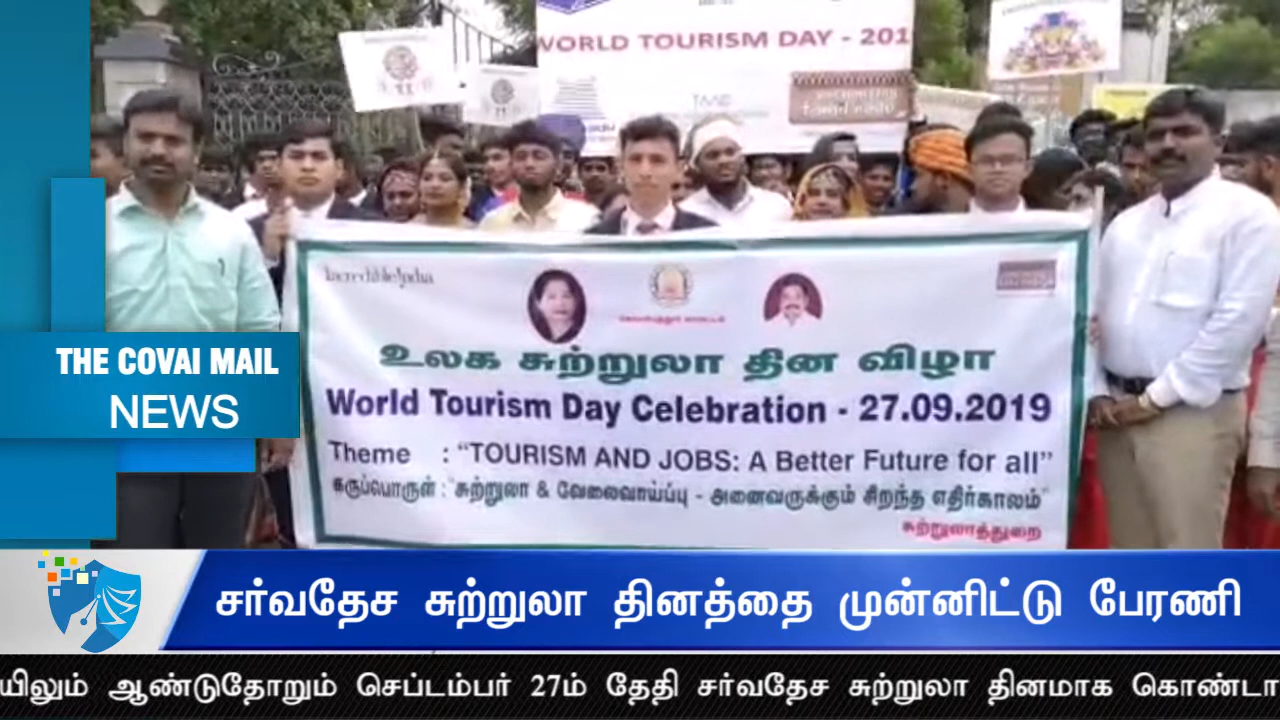 WORLD TOURISM DAY - 201
Incredible!ndia
உலக சுற்றுலா தின விழா
World Tourism Day Celebration - 27.09.2019
Theme : “TOURISM AND JOBS: A Better Future for all”
கருப்பொருள் : “சுற்றுலா & வேலைவாய்ப்பு - அனைவருக்கும் சிறந்த எதிர்காலம்”
சுற்றுலாத்துறை
THE COVAI MAIL
NEWS
சர்வதேச சுற்றுலா தினத்தை முன்னிட்டு பேரணி
யிலும் ஆண்டுதோறும் செப்டம்பர் 27ம் தேதி சர்வதேச சுற்றுலா தினமாக கொண்டா